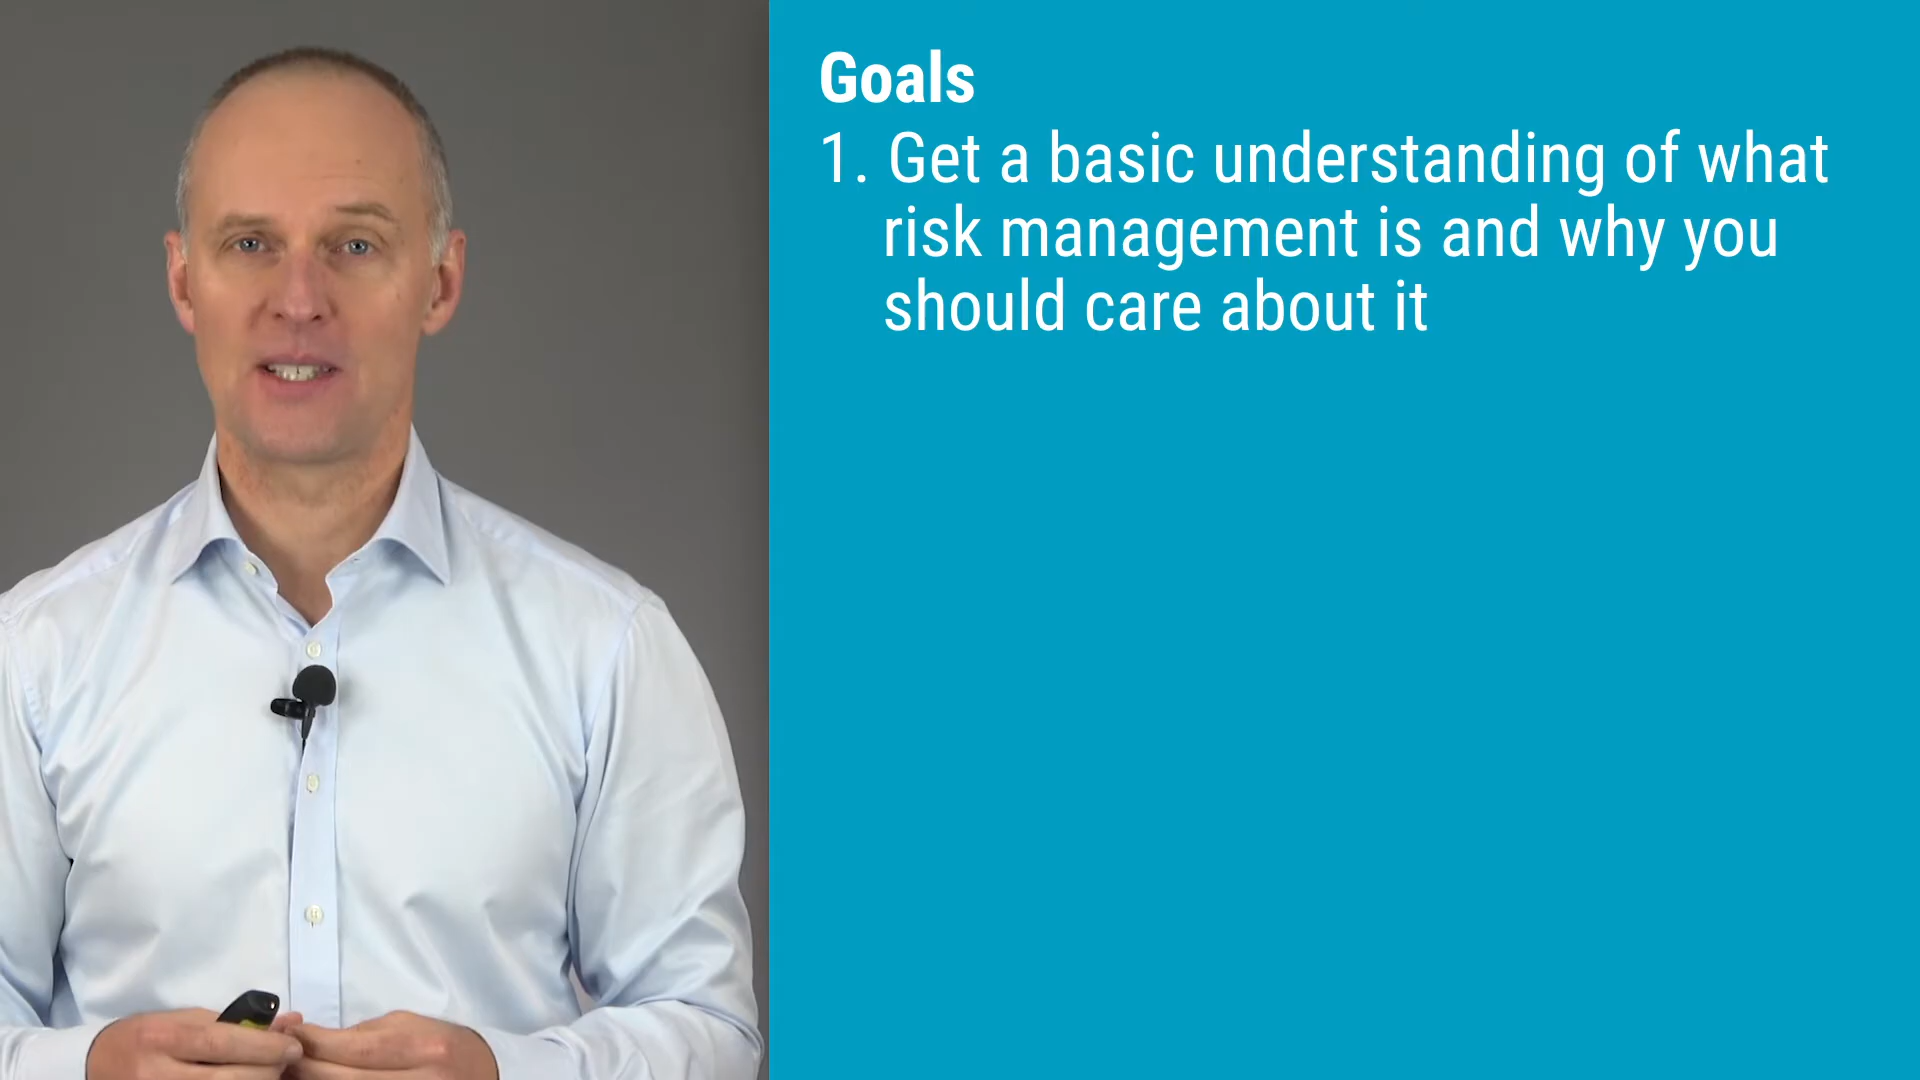 Goals
1. Get a basic understanding of what
risk management is and why you
should care about it